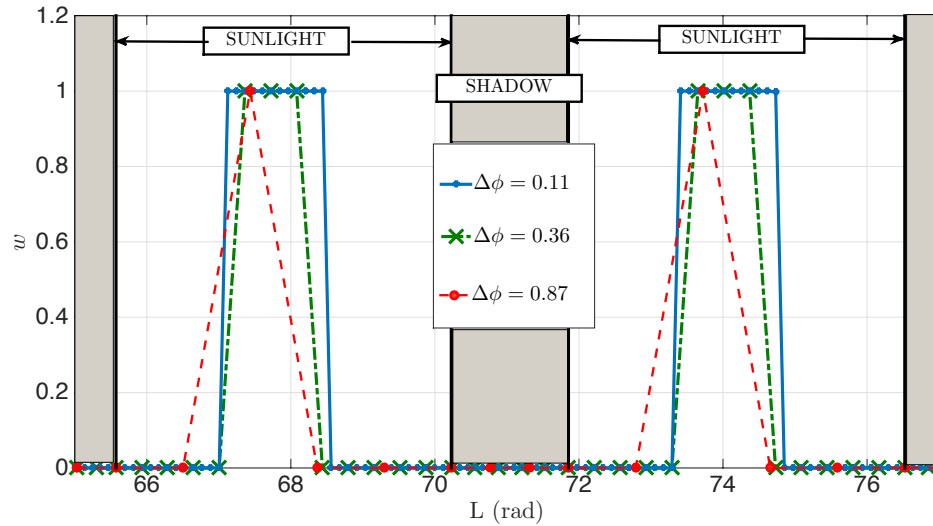 1.2
SUNLIGHT
SUNLIGHT
1
SHADOW
0.8
Δϕ = 0.11
0.6
w
Δϕ = 0.36
0.4
Δϕ = 0.87
0.2
0
66
68
70
72
74
76
L (rad)